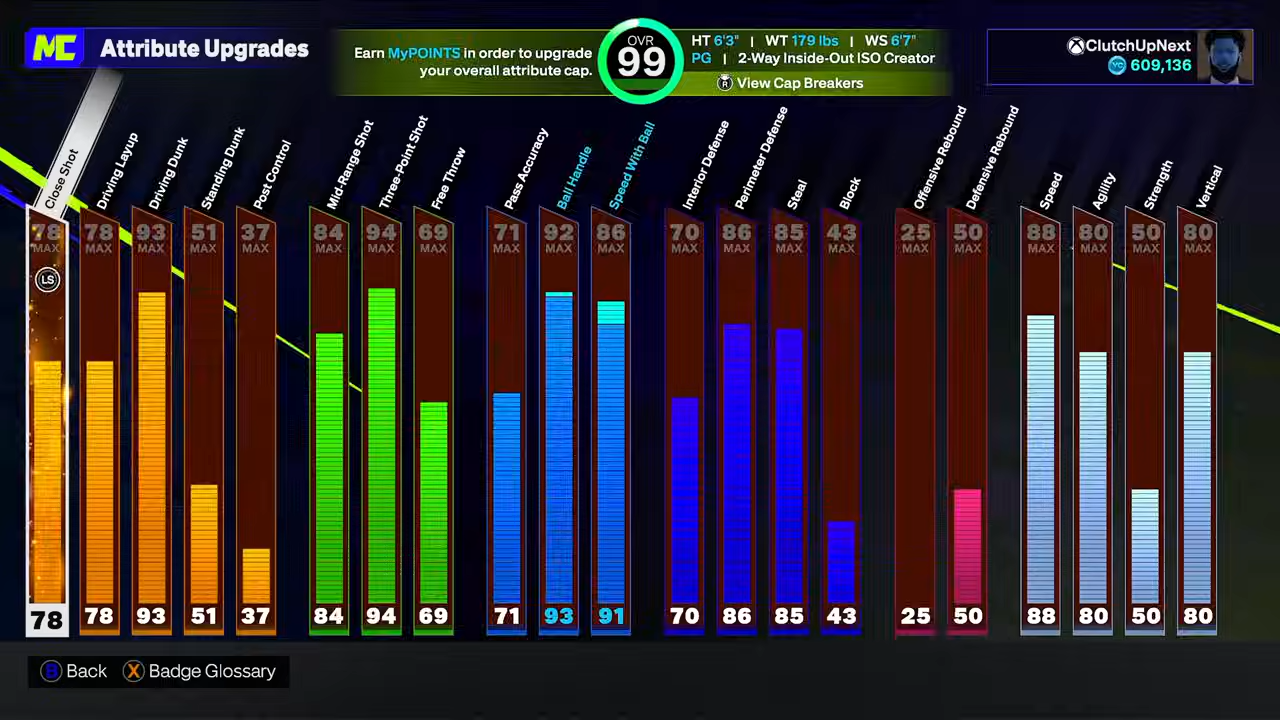 MC Attribute Upgrades
Earn MyPOINTS in order to upgrade
your overall attribute cap.
OVR
99
HT 6'3" | WT 179 lbs | WS 6'7"
PG | 2-Way Inside-Out ISO Creator
R View Cap Breakers
ClutchUpNext
VC 609,136
Close Shot
Driving Layup
Driving Dunk
Standing Dunk
Post Control
Mid-Range Shot
Three-Point Shot
Free Throw
Pass Accuracy
Ball Handle
Speed With Ball
Interior Defense
Perimeter Defense
Steal
Block
Offensive Rebound
Defensive Rebound
Speed
Agility
Strength
Vertical
78 78 93 51 37 84 94 69 71 92 86 70 86 85 43 25 50 88 80 50 80
MAX MAX MAX MAX MAX MAX MAX MAX MAX MAX MAX MAX MAX MAX MAX MAX MAX MAX MAX MAX MAX
LS
78 78 93 51 37 84 94 69 71 93 91 70 86 85 43 25 50 88 80 50 80
B Back X Badge Glossary